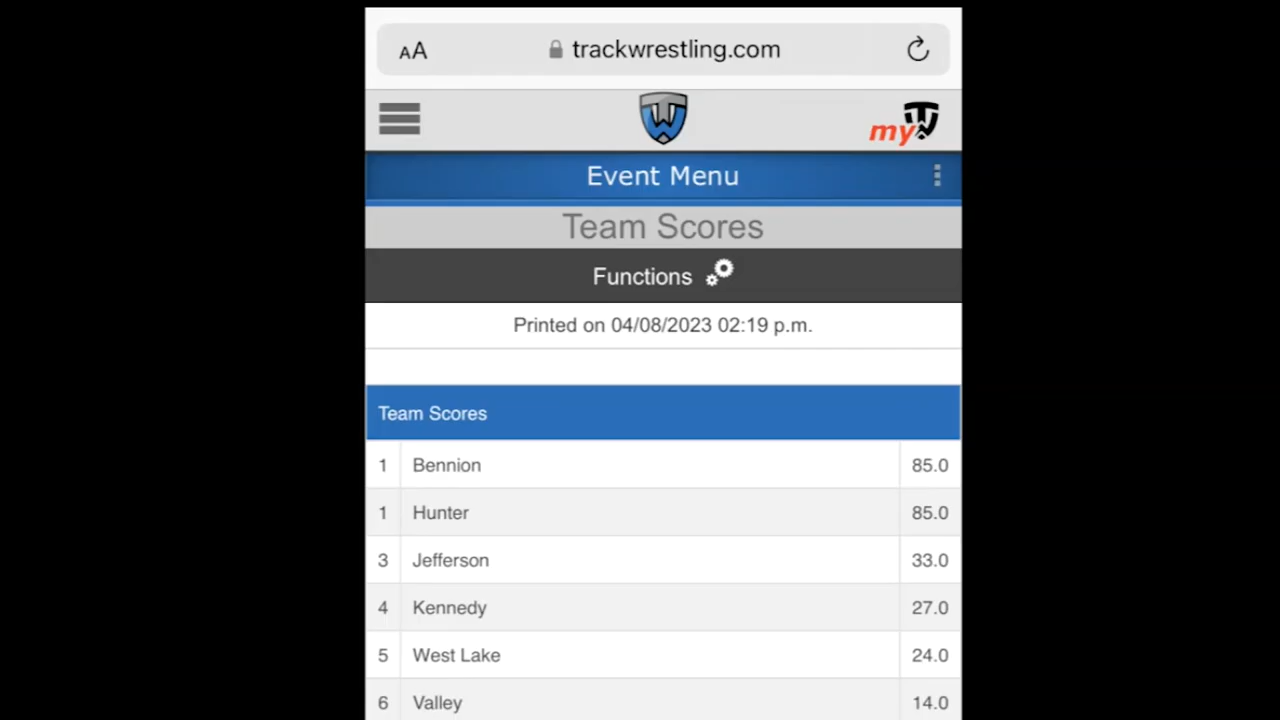 AA trackwrestling.com
W
my W
Event Menu
Team Scores
Functions
Printed on 04/08/2023 02:19 p.m.
Team Scores
1 Bennion 85.0
1 Hunter 85.0
3 Jefferson 33.0
4 Kennedy 27.0
5 West Lake 24.0
6 Valley 14.0